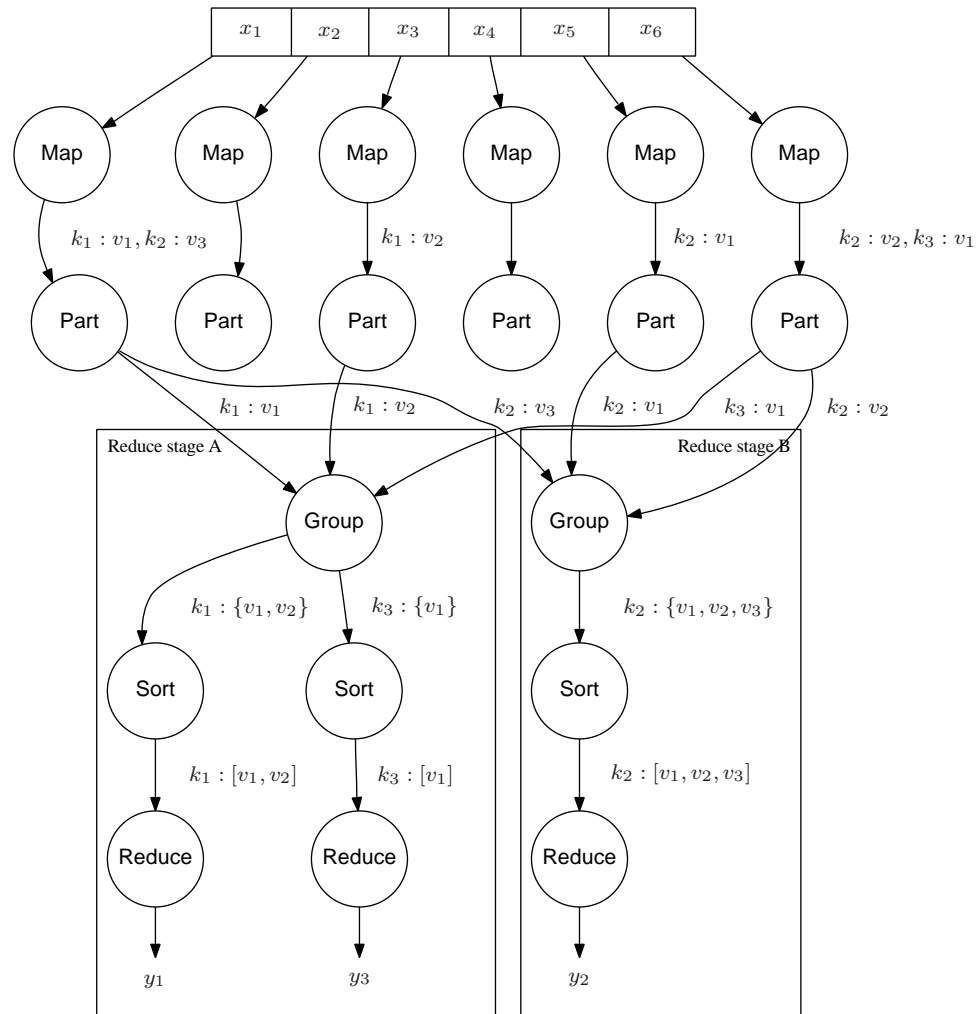 x₁ x₂ x₃ x₄ x₅ x₆
Map Map Map Map Map Map
k₁ : v₁, k₂ : v₃ k₁ : v₂ k₂ : v₁ k₂ : v₂, k₃ : v₁
Part Part Part Part Part Part
k₁ : v₁ k₁ : v₂ k₂ : v₃ k₂ : v₁ k₃ : v₁ k₂ : v₂
Reduce stage A Reduce stage B
Group Group
k₁ : {v₁, v₂} k₃ : {v₁} k₂ : {v₁, v₂, v₃}
Sort Sort Sort
k₁ : [v₁, v₂] k₃ : [v₁] k₂ : [v₁, v₂, v₃]
Reduce Reduce Reduce
y₁ y₃ y₂